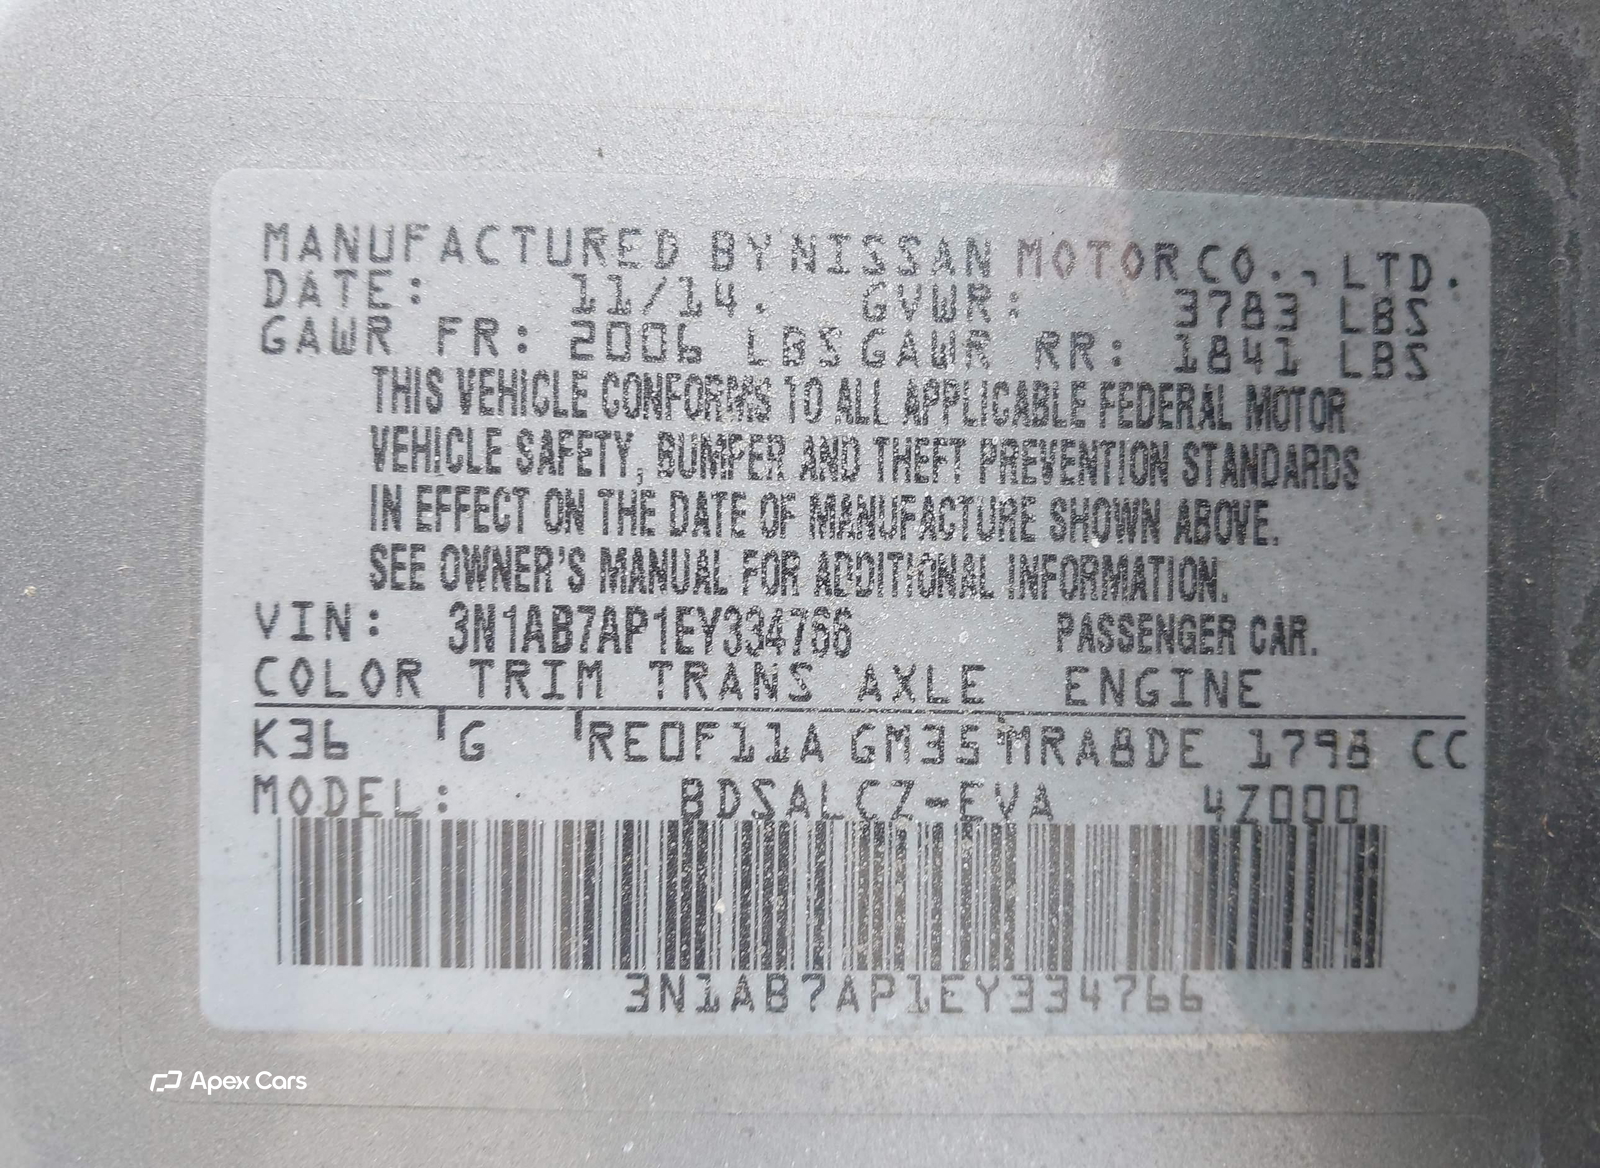 MANUFACTURED BY NISSAN MOTOR CO., LTD.
DATE: 11/14. GVWR: 3783 LBS
GAWR FR: 2006 LBS GAWR RR: 1841 LBS
THIS VEHICLE CONFORMS TO ALL APPLICABLE FEDERAL MOTOR
VEHICLE SAFETY, BUMPER AND THEFT PREVENTION STANDARDS
IN EFFECT ON THE DATE OF MANUFACTURE SHOWN ABOVE.
SEE OWNER'S MANUAL FOR ADDITIONAL INFORMATION.
VIN: 3N1AB7AP1EY334766 PASSENGER CAR.
COLOR TRIM TRANS AXLE ENGINE
K36 G RE0F11A GM35 MRA8DE 1798 CC
MODEL: BDSALCZ-EVA 4Z000
3N1AB7AP1EY334766
Apex Cars